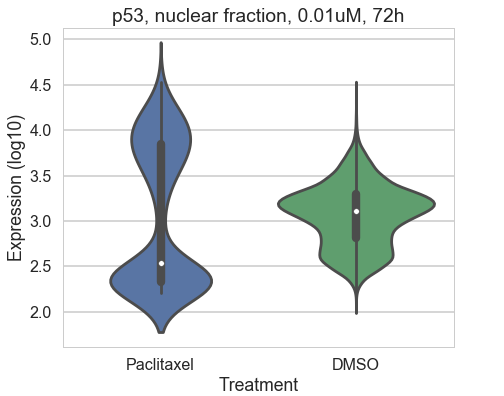 p53, nuclear fraction, 0.01uM, 72h
5.0
4.5
4.0
3.5
3.0
2.5
2.0
Expression (log10)
Paclitaxel
DMSO
Treatment